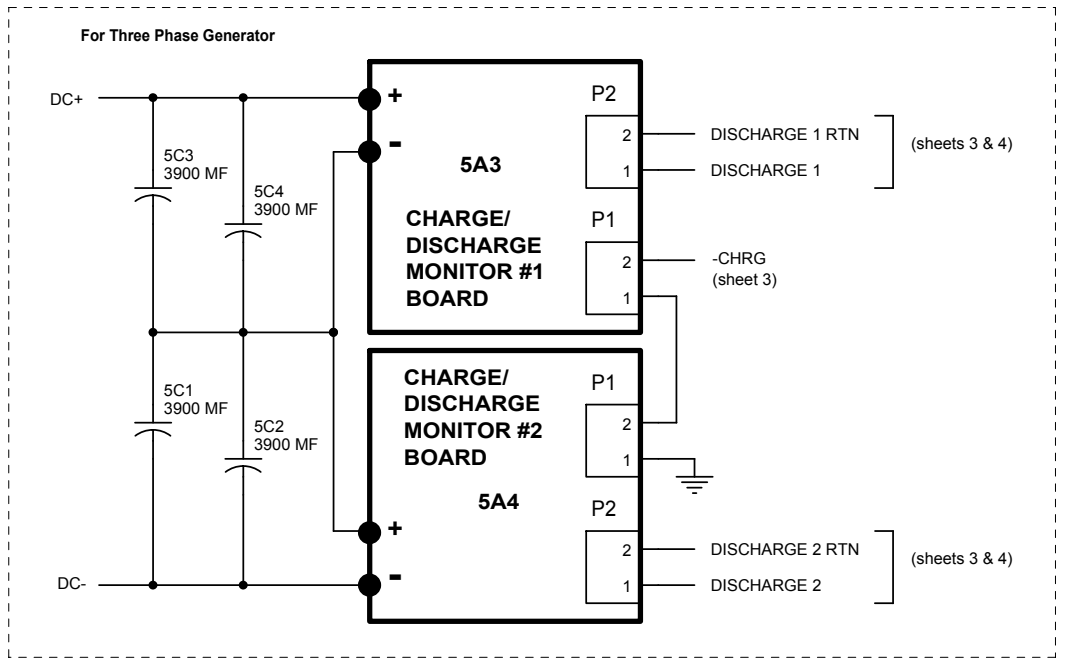 For Three Phase Generator
DC+
5C3
3900 MF
5C4
3900 MF
+
-
5A3
CHARGE/
DISCHARGE
MONITOR #1
BOARD
P2
2
DISCHARGE 1 RTN
1
DISCHARGE 1
(sheets 3 & 4)
P1
2
-CHRG
(sheet 3)
1
5C1
3900 MF
5C2
3900 MF
CHARGE/
DISCHARGE
MONITOR #2
BOARD
5A4
P1
2
1
P2
2
DISCHARGE 2 RTN
1
DISCHARGE 2
(sheets 3 & 4)
+
-
DC-